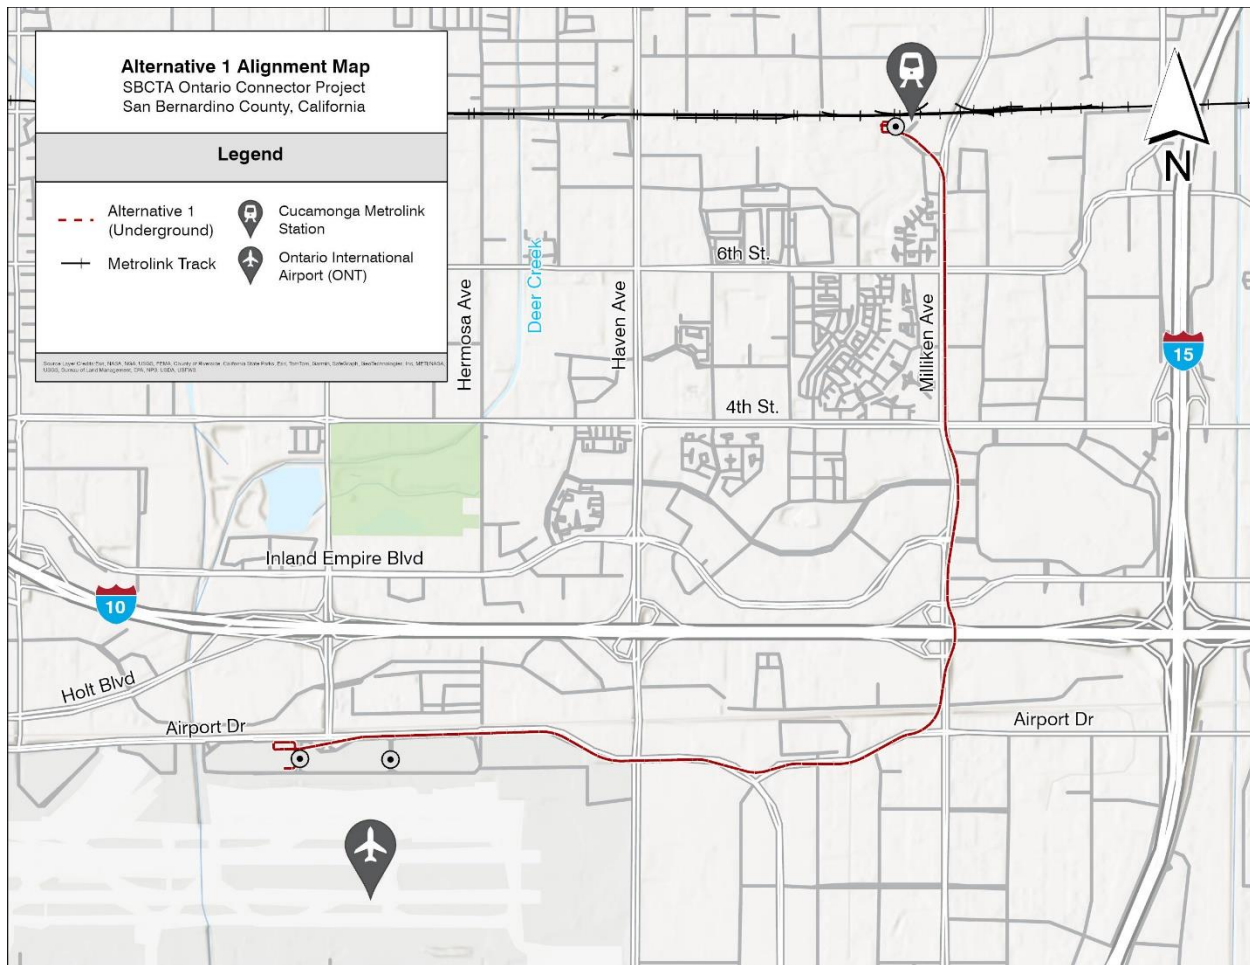 Alternative 1 Alignment Map
SBCTA Ontario Connector Project
San Bernardino County, California
Legend
Alternative 1
(Underground)
Cucamonga Metrolink
Station
Metrolink Track
Ontario International
Airport (ONT)
N
6th St.
Deer Creek
Hermosa Ave
Haven Ave
Milliken Ave
15
4th St.
Inland Empire Blvd
10
Holt Blvd
Airport Dr
Airport Dr